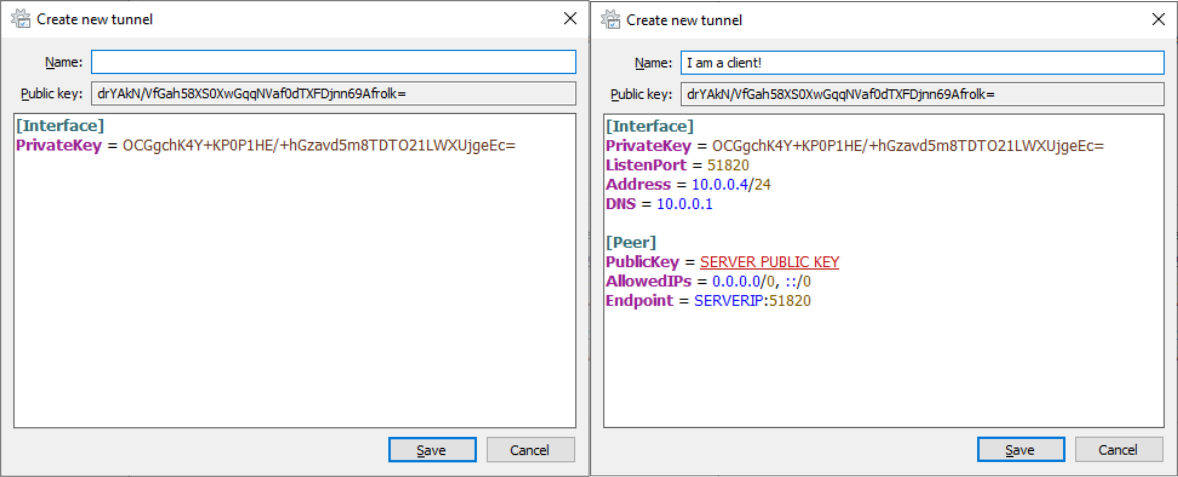 Create new tunnel
Name:
Public key: drYAkN/VfGah58XS0XwGqqNVaf0dTXFDjnn69Afrolk=
[Interface]
PrivateKey = OCGgchK4Y+KP0P1HE/+hGzavd5m8TDTO21LWXUjgeEc=
Save Cancel
Create new tunnel
Name: I am a client!
Public key: drYAkN/VfGah58XS0XwGqqNVaf0dTXFDjnn69Afrolk=
[Interface]
PrivateKey = OCGgchK4Y+KP0P1HE/+hGzavd5m8TDTO21LWXUjgeEc=
ListenPort = 51820
Address = 10.0.0.4/24
DNS = 10.0.0.1
[Peer]
PublicKey = SERVER PUBLIC KEY
AllowedIPs = 0.0.0.0/0, ::/0
Endpoint = SERVERIP:51820
Save Cancel